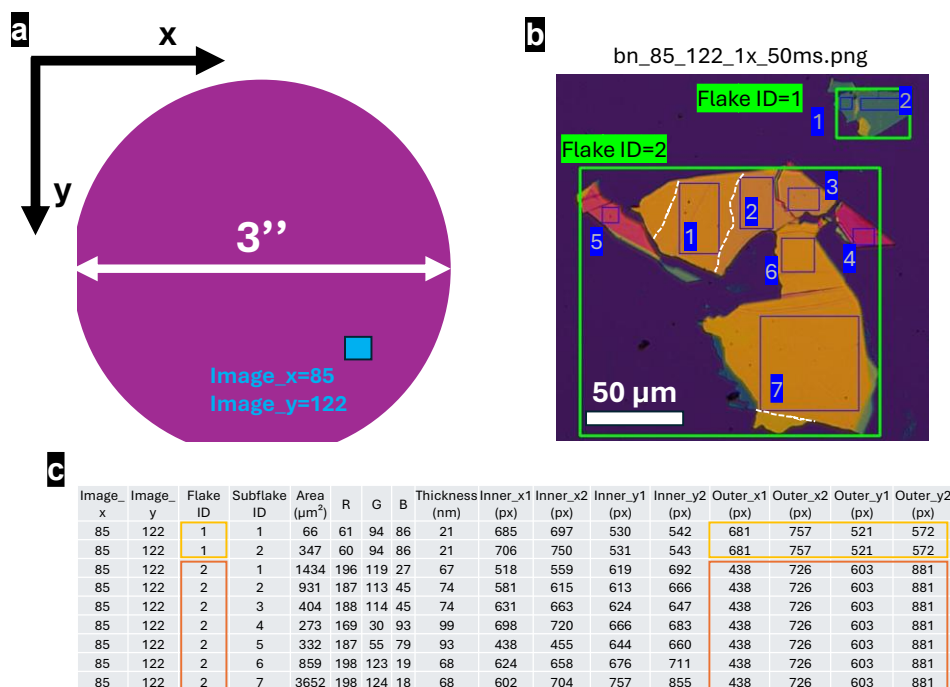 a
x
y
3’’
Image_x=85
Image_y=122
b
bn_85_122_1x_50ms.png
Flake ID=1
1
2
Flake ID=2
1
2
3
4
5
6
7
50 μm
c
Image_x Image_y Flake ID Subflake ID Area (μm²) R G B Thickness (nm) Inner_x1 (px) Inner_x2 (px) Inner_y1 (px) Inner_y2 (px) Outer_x1 (px) Outer_x2 (px) Outer_y1 (px) Outer_y2 (px)
85 122 1 1 66 61 94 86 21 685 697 530 542 681 757 521 572
85 122 1 2 347 60 94 86 21 706 750 531 543 681 757 521 572
85 122 2 1 1434 196 119 27 67 518 559 619 692 438 726 603 881
85 122 2 2 931 187 113 45 74 581 615 613 666 438 726 603 881
85 122 2 3 404 188 114 45 74 631 663 624 647 438 726 603 881
85 122 2 4 273 169 30 93 99 698 720 666 683 438 726 603 881
85 122 2 5 332 187 55 79 93 438 455 644 660 438 726 603 881
85 122 2 6 859 198 123 19 68 624 658 676 711 438 726 603 881
85 122 2 7 3652 198 124 18 68 602 704 757 855 438 726 603 881